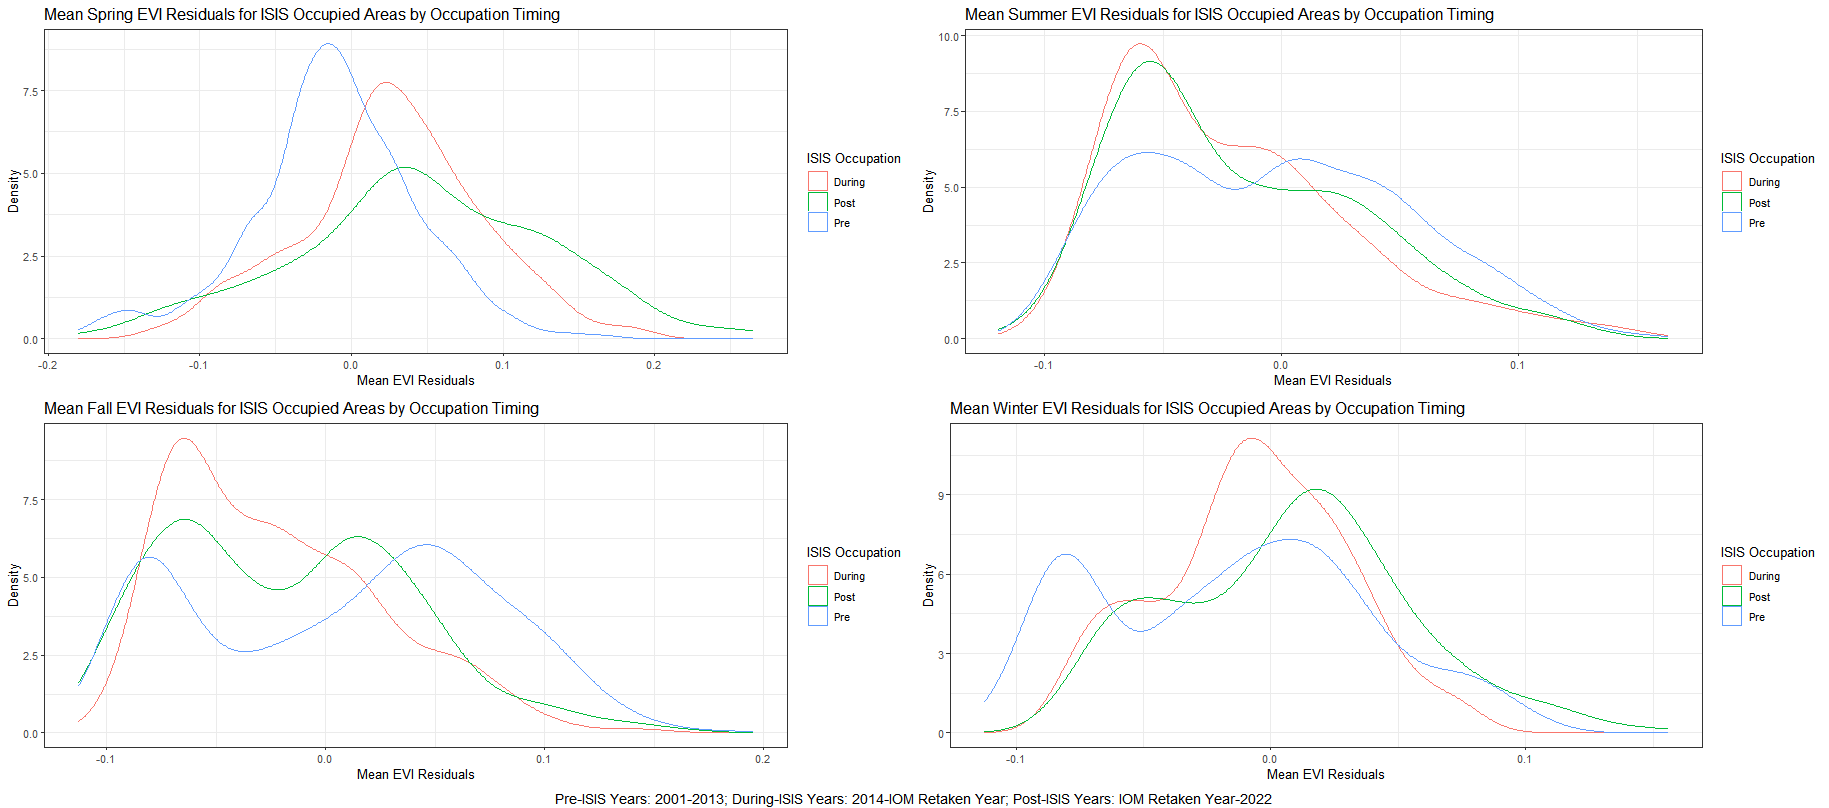 Mean Spring EVI Residuals for ISIS Occupied Areas by Occupation Timing
Density
7.5
5.0
2.5
0.0
-0.2
-0.1
0.0
0.1
0.2
Mean EVI Residuals
ISIS Occupation
During
Post
Pre
Mean Summer EVI Residuals for ISIS Occupied Areas by Occupation Timing
Density
10.0
7.5
5.0
2.5
0.0
-0.1
0.0
0.1
Mean EVI Residuals
ISIS Occupation
During
Post
Pre
Mean Fall EVI Residuals for ISIS Occupied Areas by Occupation Timing
Density
7.5
5.0
2.5
0.0
-0.1
0.0
0.1
0.2
Mean EVI Residuals
ISIS Occupation
During
Post
Pre
Mean Winter EVI Residuals for ISIS Occupied Areas by Occupation Timing
Density
9
6
3
0
-0.1
0.0
0.1
Mean EVI Residuals
ISIS Occupation
During
Post
Pre
Pre-ISIS Years: 2001-2013; During-ISIS Years: 2014-IOM Retaken Year; Post-ISIS Years: IOM Retaken Year-2022